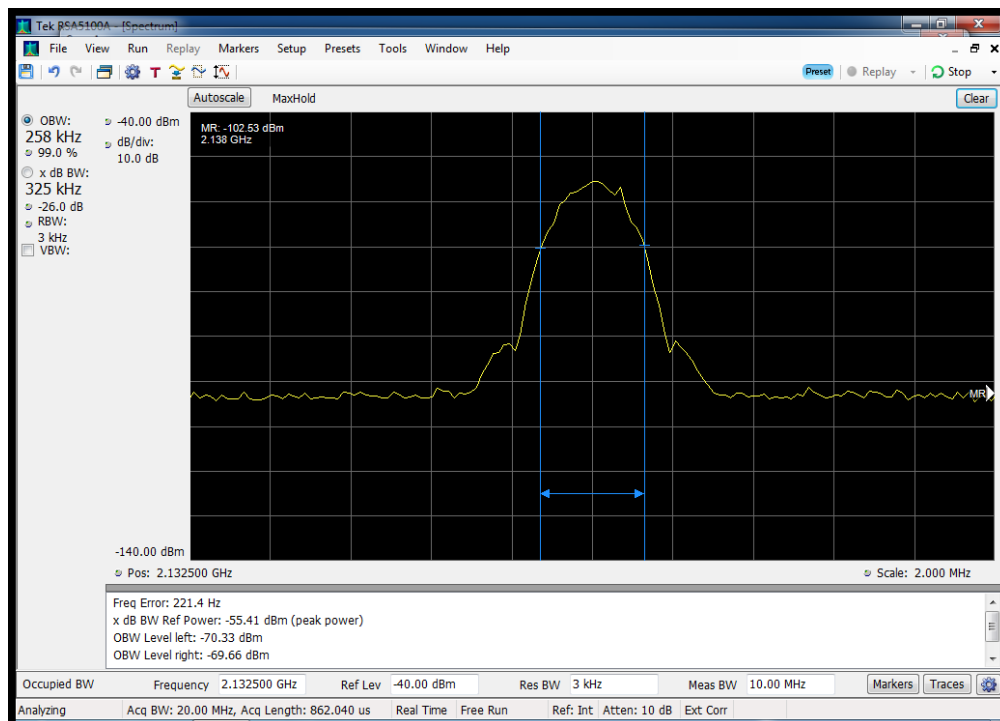 Tek RSA5100A - [Spectrum]
File View Run Replay Markers Setup Presets Tools Window Help
T Preset Replay Stop
Autoscale MaxHold Clear
OBW:
258 kHz
99.0 %
x dB BW:
325 kHz
-26.0 dB
RBW:
3 kHz
VBW:
-40.00 dBm
dB/div:
10.0 dB
MR: -102.53 dBm
2.138 GHz
MR
-140.00 dBm
Pos: 2.132500 GHz Scale: 2.000 MHz
Freq Error: 221.4 Hz
x dB BW Ref Power: -55.41 dBm (peak power)
OBW Level left: -70.33 dBm
OBW Level right: -69.66 dBm
Occupied BW Frequency 2.132500 GHz Ref Lev -40.00 dBm Res BW 3 kHz Meas BW 10.00 MHz Markers Traces
Analyzing Acq BW: 20.00 MHz, Acq Length: 862.040 us Real Time Free Run Ref: Int Atten: 10 dB Ext Corr